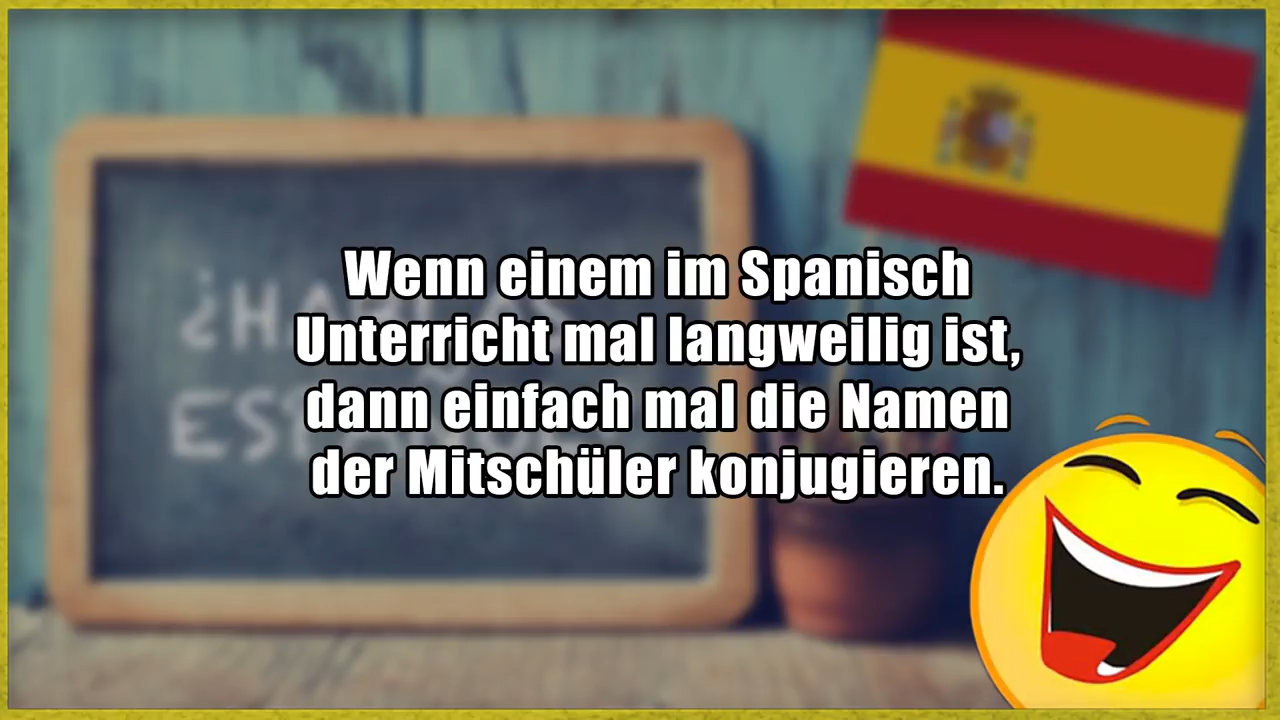 Wenn einem im Spanisch
Unterricht mal langweilig ist,
dann einfach mal die Namen
der Mitschüler konjugieren.